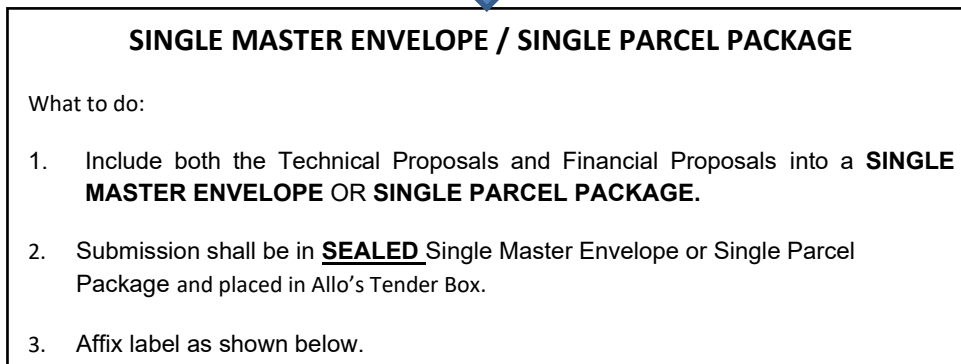 SINGLE MASTER ENVELOPE / SINGLE PARCEL PACKAGE
What to do:
1. Include both the Technical Proposals and Financial Proposals into a SINGLE
MASTER ENVELOPE OR SINGLE PARCEL PACKAGE.
2. Submission shall be in SEALED Single Master Envelope or Single Parcel
Package and placed in Allo’s Tender Box.
3. Affix label as shown below.